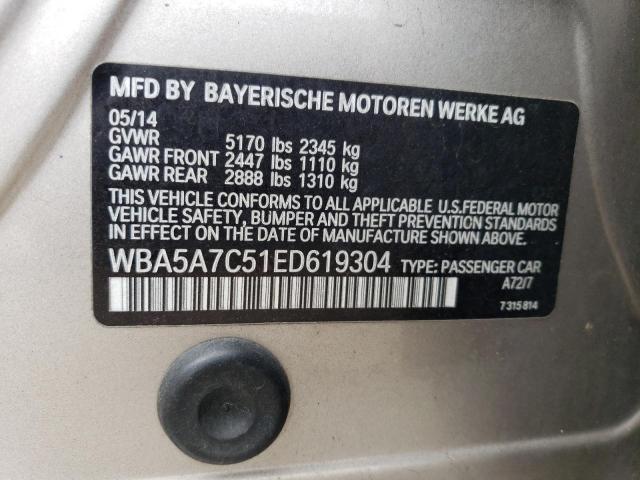 MFD BY BAYERISCHE MOTOREN WERKE AG
05/14
GVWR 5170 lbs 2345 kg
GAWR FRONT 2447 lbs 1110 kg
GAWR REAR 2888 lbs 1310 kg
THIS VEHICLE CONFORMS TO ALL APPLICABLE U.S.FEDERAL MOTOR
VEHICLE SAFETY, BUMPER AND THEFT PREVENTION STANDARDS
IN EFFECT ON THE DATE OF MANUFACTURE SHOWN ABOVE.
WBA5A7C51ED619304 TYPE: PASSENGER CAR
A72/7
7315814